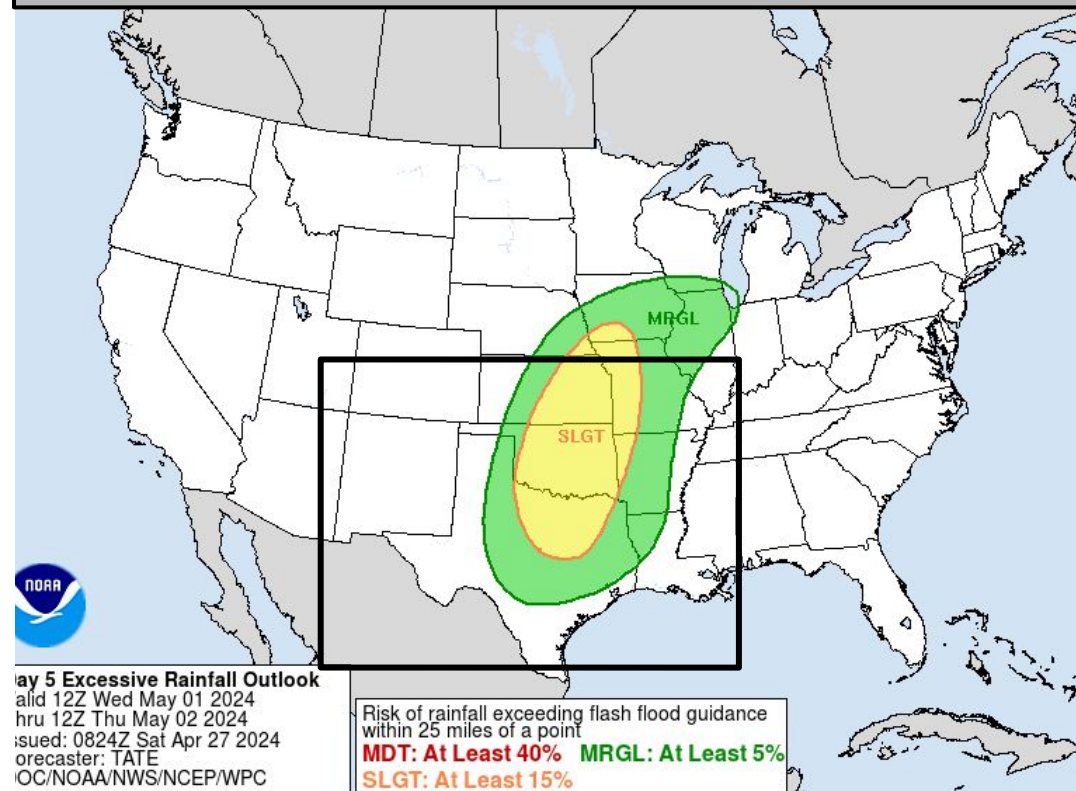 MRGL
SLGT
NOAA
ay 5 Excessive Rainfall Outlook
alid 12Z Wed May 01 2024
hru 12Z Thu May 02 2024
ssued: 0824Z Sat Apr 27 2024
orecaster: TATE
OC/NOAA/NWS/NCEP/WPC
Risk of rainfall exceeding flash flood guidance
within 25 miles of a point
MDT: At Least 40% MRGL: At Least 5%
SLGT: At Least 15%